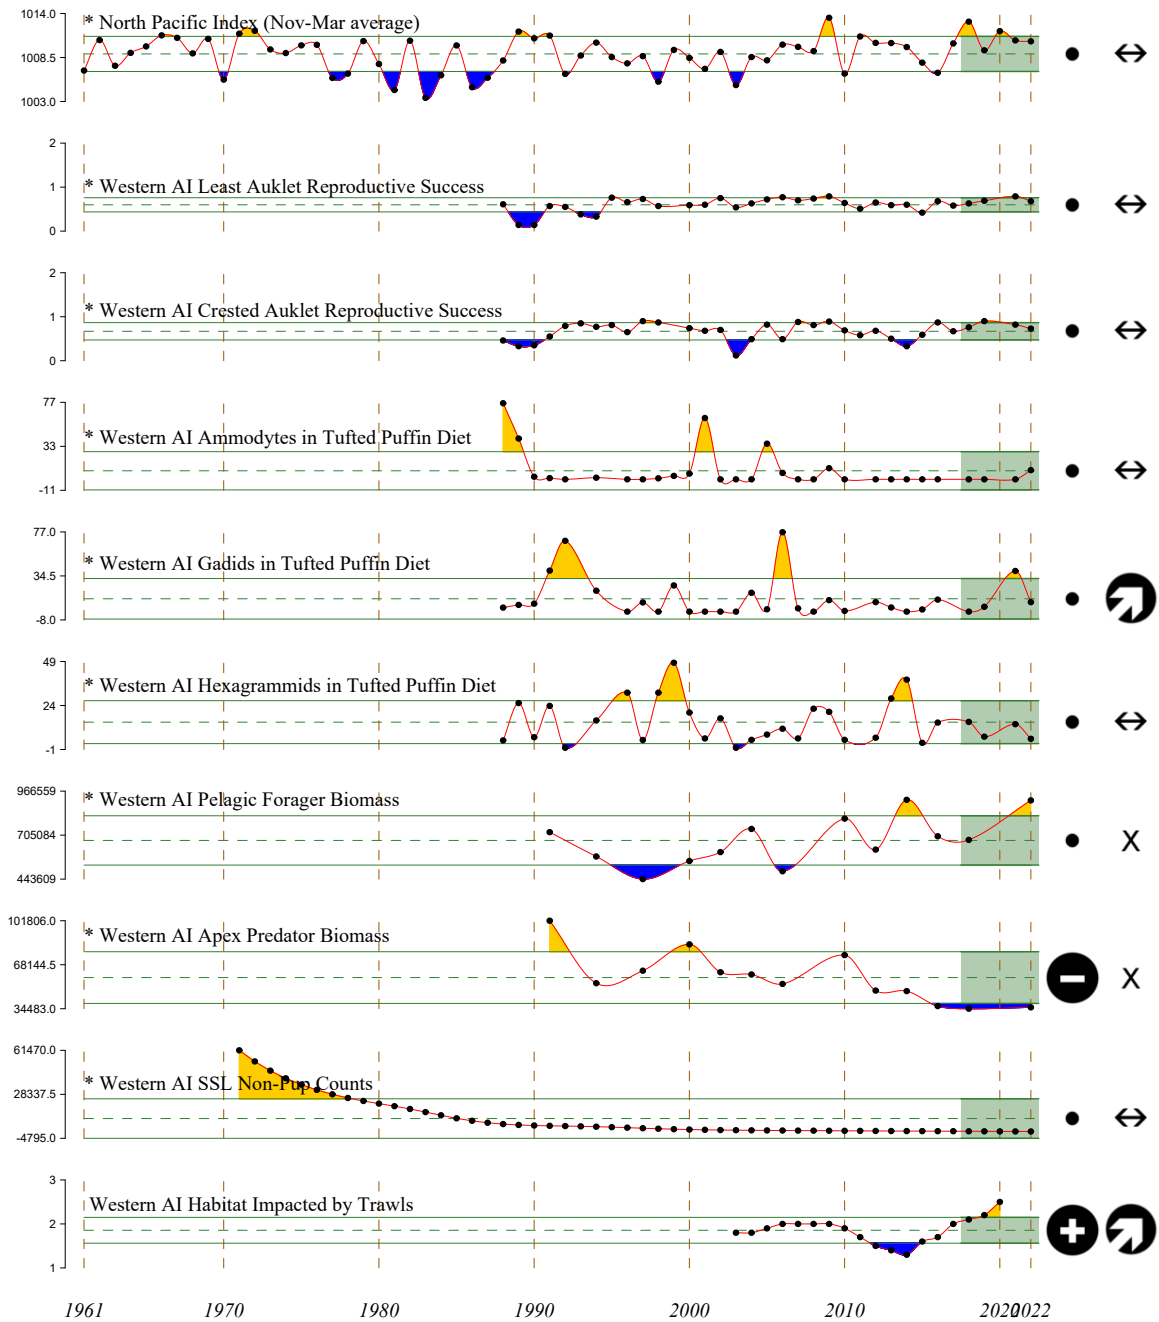 1014.0
* North Pacific Index (Nov-Mar average)
1008.5
1003.0
2
* Western AI Least Auklet Reproductive Success
1
0
2
* Western AI Crested Auklet Reproductive Success
1
0
77
* Western AI Ammodytes in Tufted Puffin Diet
33
-11
77.0
* Western AI Gadids in Tufted Puffin Diet
34.5
-8.0
49
* Western AI Hexagrammids in Tufted Puffin Diet
24
-1
966559
* Western AI Pelagic Forager Biomass
705084
X
443609
101806.0
* Western AI Apex Predator Biomass
68144.5
X
34483.0
61470.0
* Western AI SSL Non-Pup Counts
28337.5
-4795.0
3
Western AI Habitat Impacted by Trawls
2
1
1961 1970 1980 1990 2000 2010 2020 2022